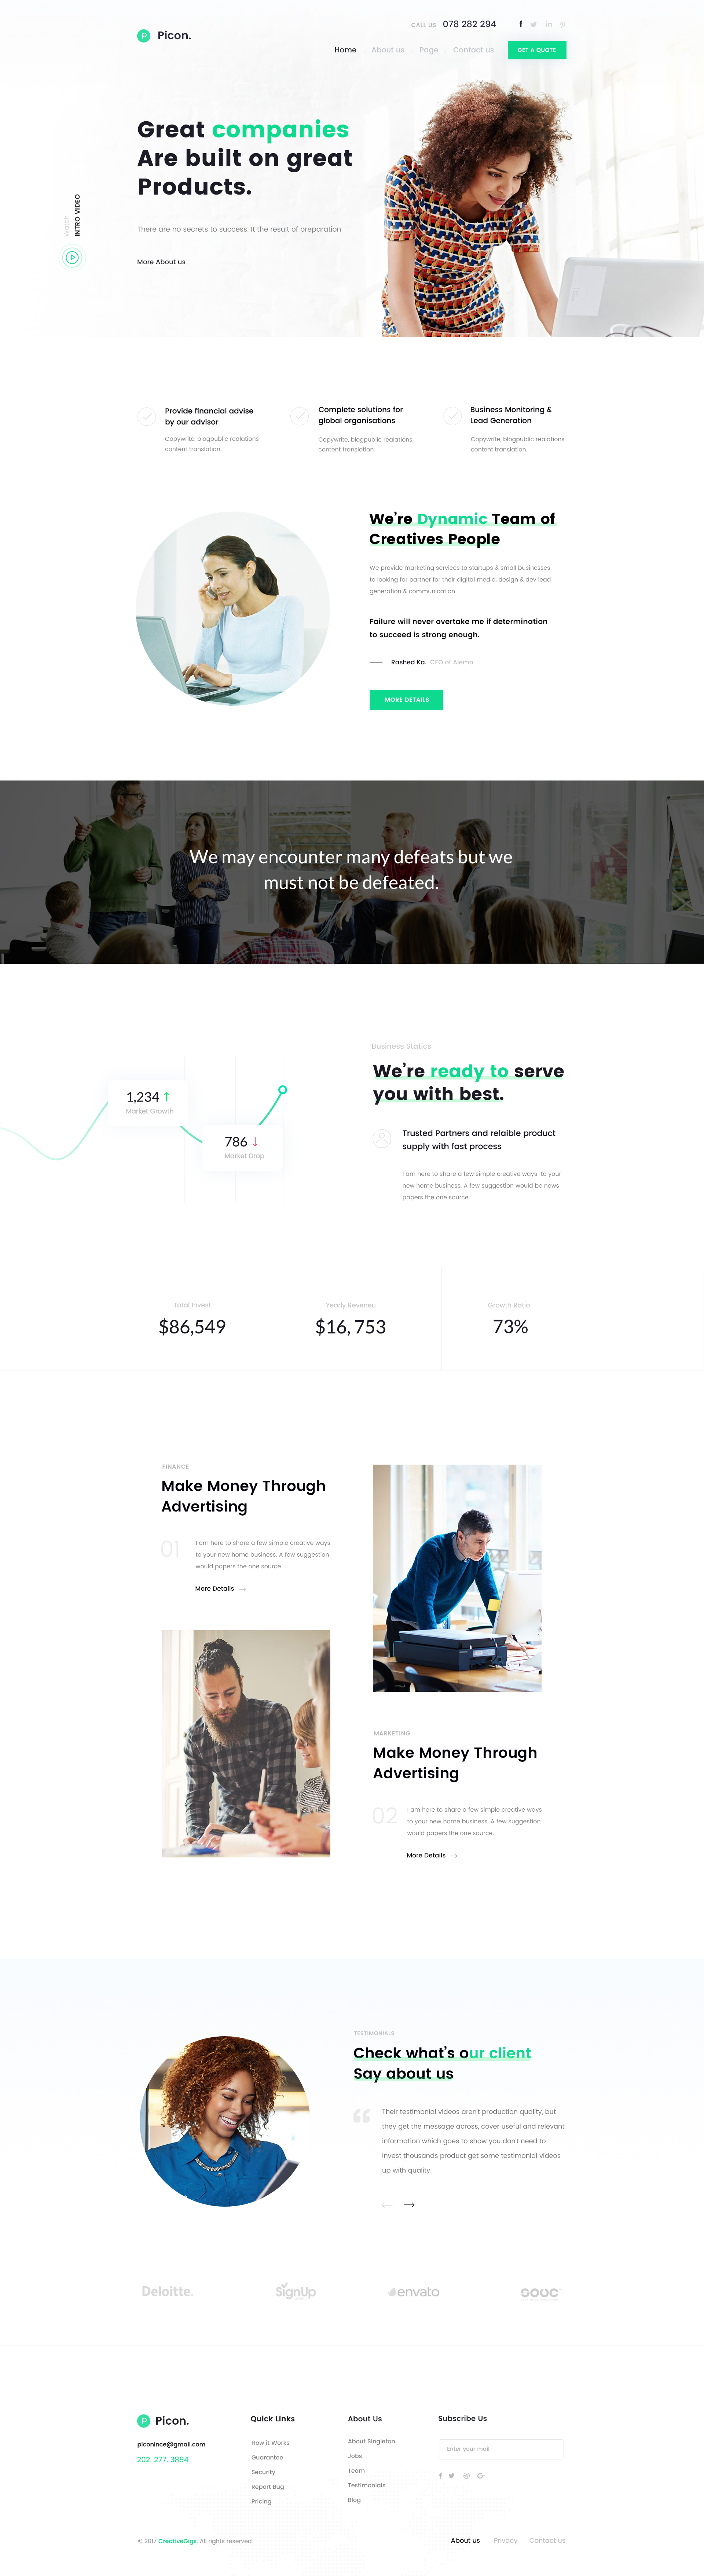 CALL US 078 282 294
Picon.
Home . About us . Page . Contact us
GET A QUOTE
Great companies
Are built on great
Products.
Watch
INTRO VIDEO
There are no secrets to success. It the result of preparation
More About us
Provide financial advise
by our advisor
Copywrite, blogpublic realations
content translation.
Complete solutions for
global organisations
Copywrite, blogpublic realations
content translation.
Business Monitoring &
Lead Generation
Copywrite, blogpublic realations
content translation.
We're Dynamic Team of
Creatives People
We provide marketing services to startups & small businesses
to looking for partner for their digital media, design & dev lead
generation & communication
Failure will never overtake me if determination
to succeed is strong enough.
Rashed Ka. CEO of Alemo
MORE DETAILS
We may encounter many defeats but we
must not be defeated.
1,234
Market Growth
786
Market Drop
Business Statics
We're ready to serve
you with best.
Trusted Partners and relaible product
supply with fast process
I am here to share a few simple creative ways to your
new home business. A few suggestion would be news
papers the one source.
Total Invest
$86,549
Yearly Reveneu
$16, 753
Growth Ratio
73%
FINANCE
Make Money Through
Advertising
01
I am here to share a few simple creative ways
to your new home business. A few suggestion
would papers the one source.
More Details
MARKETING
Make Money Through
Advertising
02
I am here to share a few simple creative ways
to your new home business. A few suggestion
would papers the one source.
More Details
TESTIMONIALS
Check what's our client
Say about us
Their testimonial videos aren't production quality, but
they get the message across, cover useful and relevant
information which goes to show you don't need to
invest thousands product get some testimonial videos
up with quality.
Deloitte.
SignUp
envato
Picon.
piconince@gmail.com
202. 277. 3894
Quick Links
How it Works
Guarantee
Security
Report Bug
Pricing
About Us
About Singleton
Jobs
Team
Testimonials
Blog
Subscribe Us
Enter your mail
© 2017 CreativeGigs. All rights reserved
About us Privacy Contact us